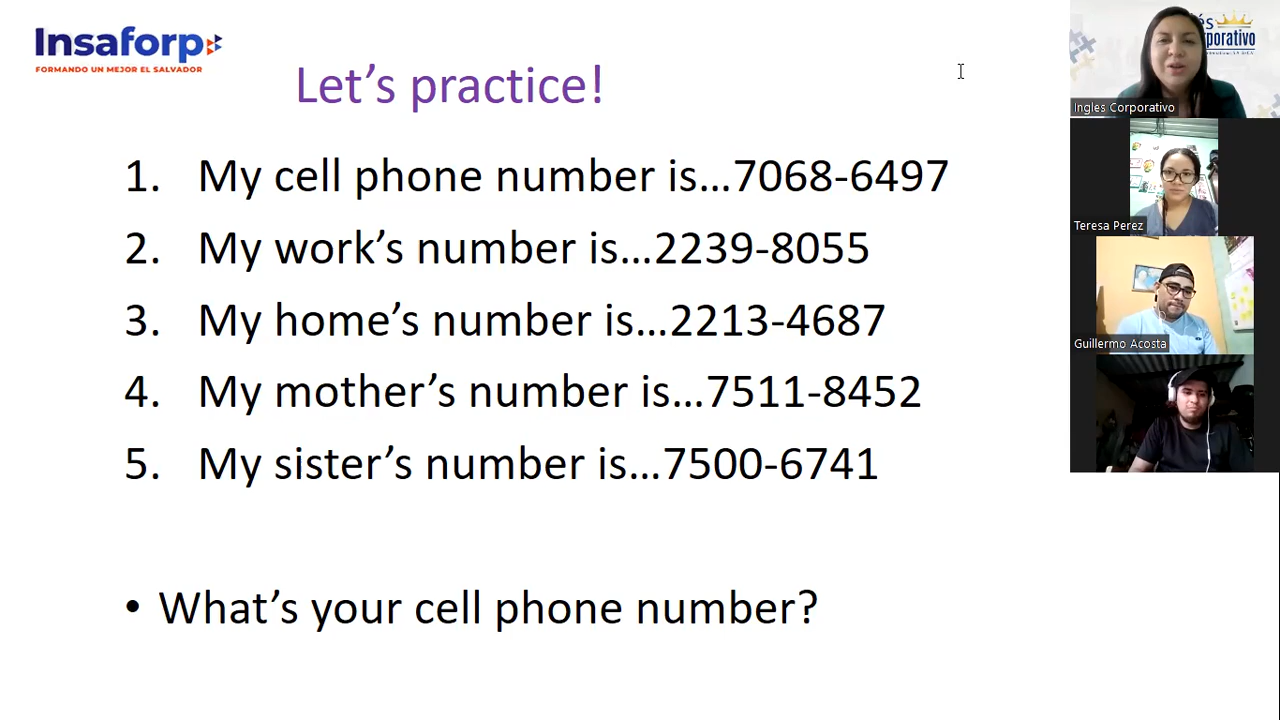 Insaforp
FORMANDO UN MEJOR EL SALVADOR
Let's practice!
1. My cell phone number is...7068-6497
2. My work's number is...2239-8055
3. My home's number is...2213-4687
4. My mother's number is...7511-8452
5. My sister's number is...7500-6741
• What's your cell phone number?
Ingles Corporativo
Teresa Perez
Guillermo Acosta